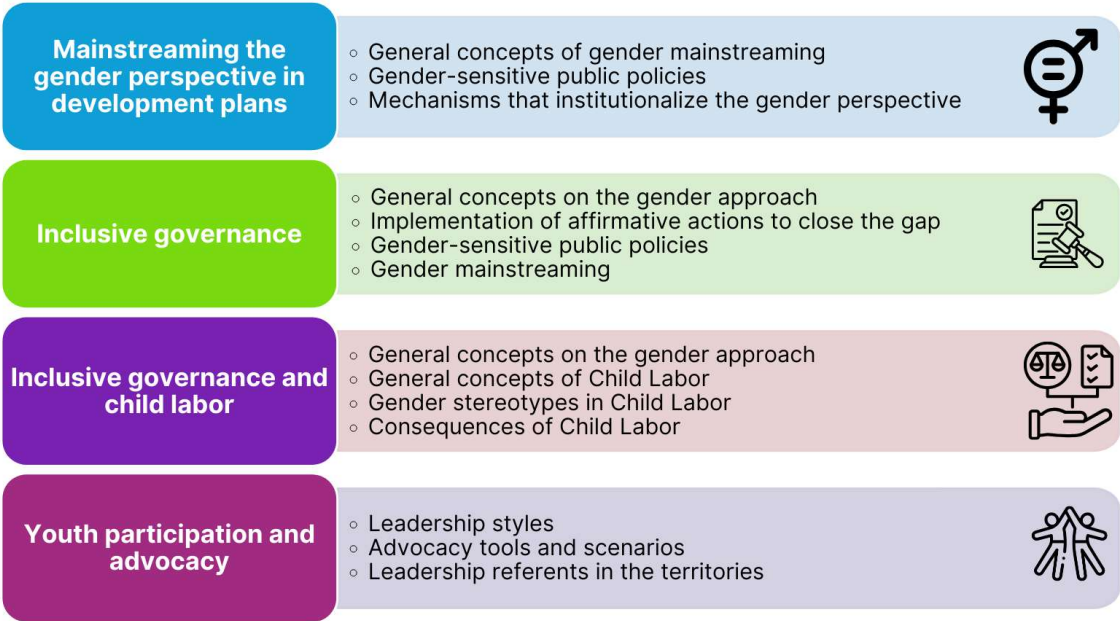 Mainstreaming the
gender perspective in
development plans
◦ General concepts of gender mainstreaming
◦ Gender-sensitive public policies
◦ Mechanisms that institutionalize the gender perspective
Inclusive governance
◦ General concepts on the gender approach
◦ Implementation of affirmative actions to close the gap
◦ Gender-sensitive public policies
◦ Gender mainstreaming
Inclusive governance and
child labor
◦ General concepts on the gender approach
◦ General concepts of Child Labor
◦ Gender stereotypes in Child Labor
◦ Consequences of Child Labor
Youth participation and
advocacy
◦ Leadership styles
◦ Advocacy tools and scenarios
◦ Leadership referents in the territories